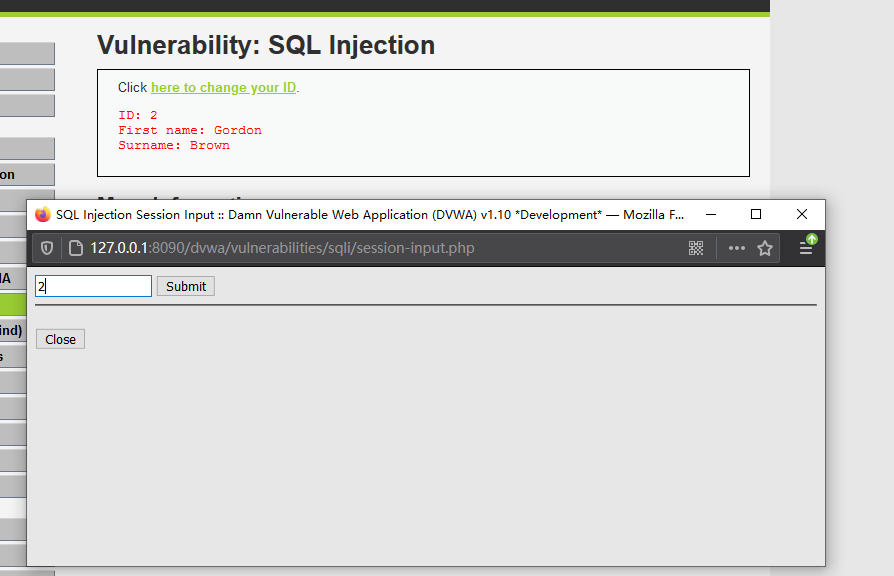 Vulnerability: SQL Injection
Click here to change your ID.
ID: 2
First name: Gordon
Surname: Brown
on
SQL Injection Session Input :: Damn Vulnerable Web Application (DVWA) v1.10 *Development* — Mozilla F...
127.0.0.1:8090/dvwa/vulnerabilities/sqli/session-input.php
2 Submit
Close
ind)